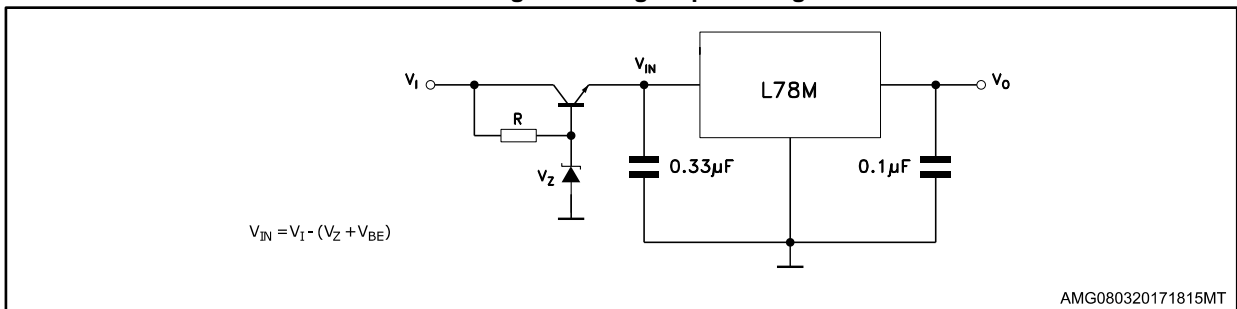 V_I
V_IN
L78M
V_O
R
V_Z
0.33µF
0.1µF
V_IN = V_I - (V_Z + V_BE)
AMG080320171815MT